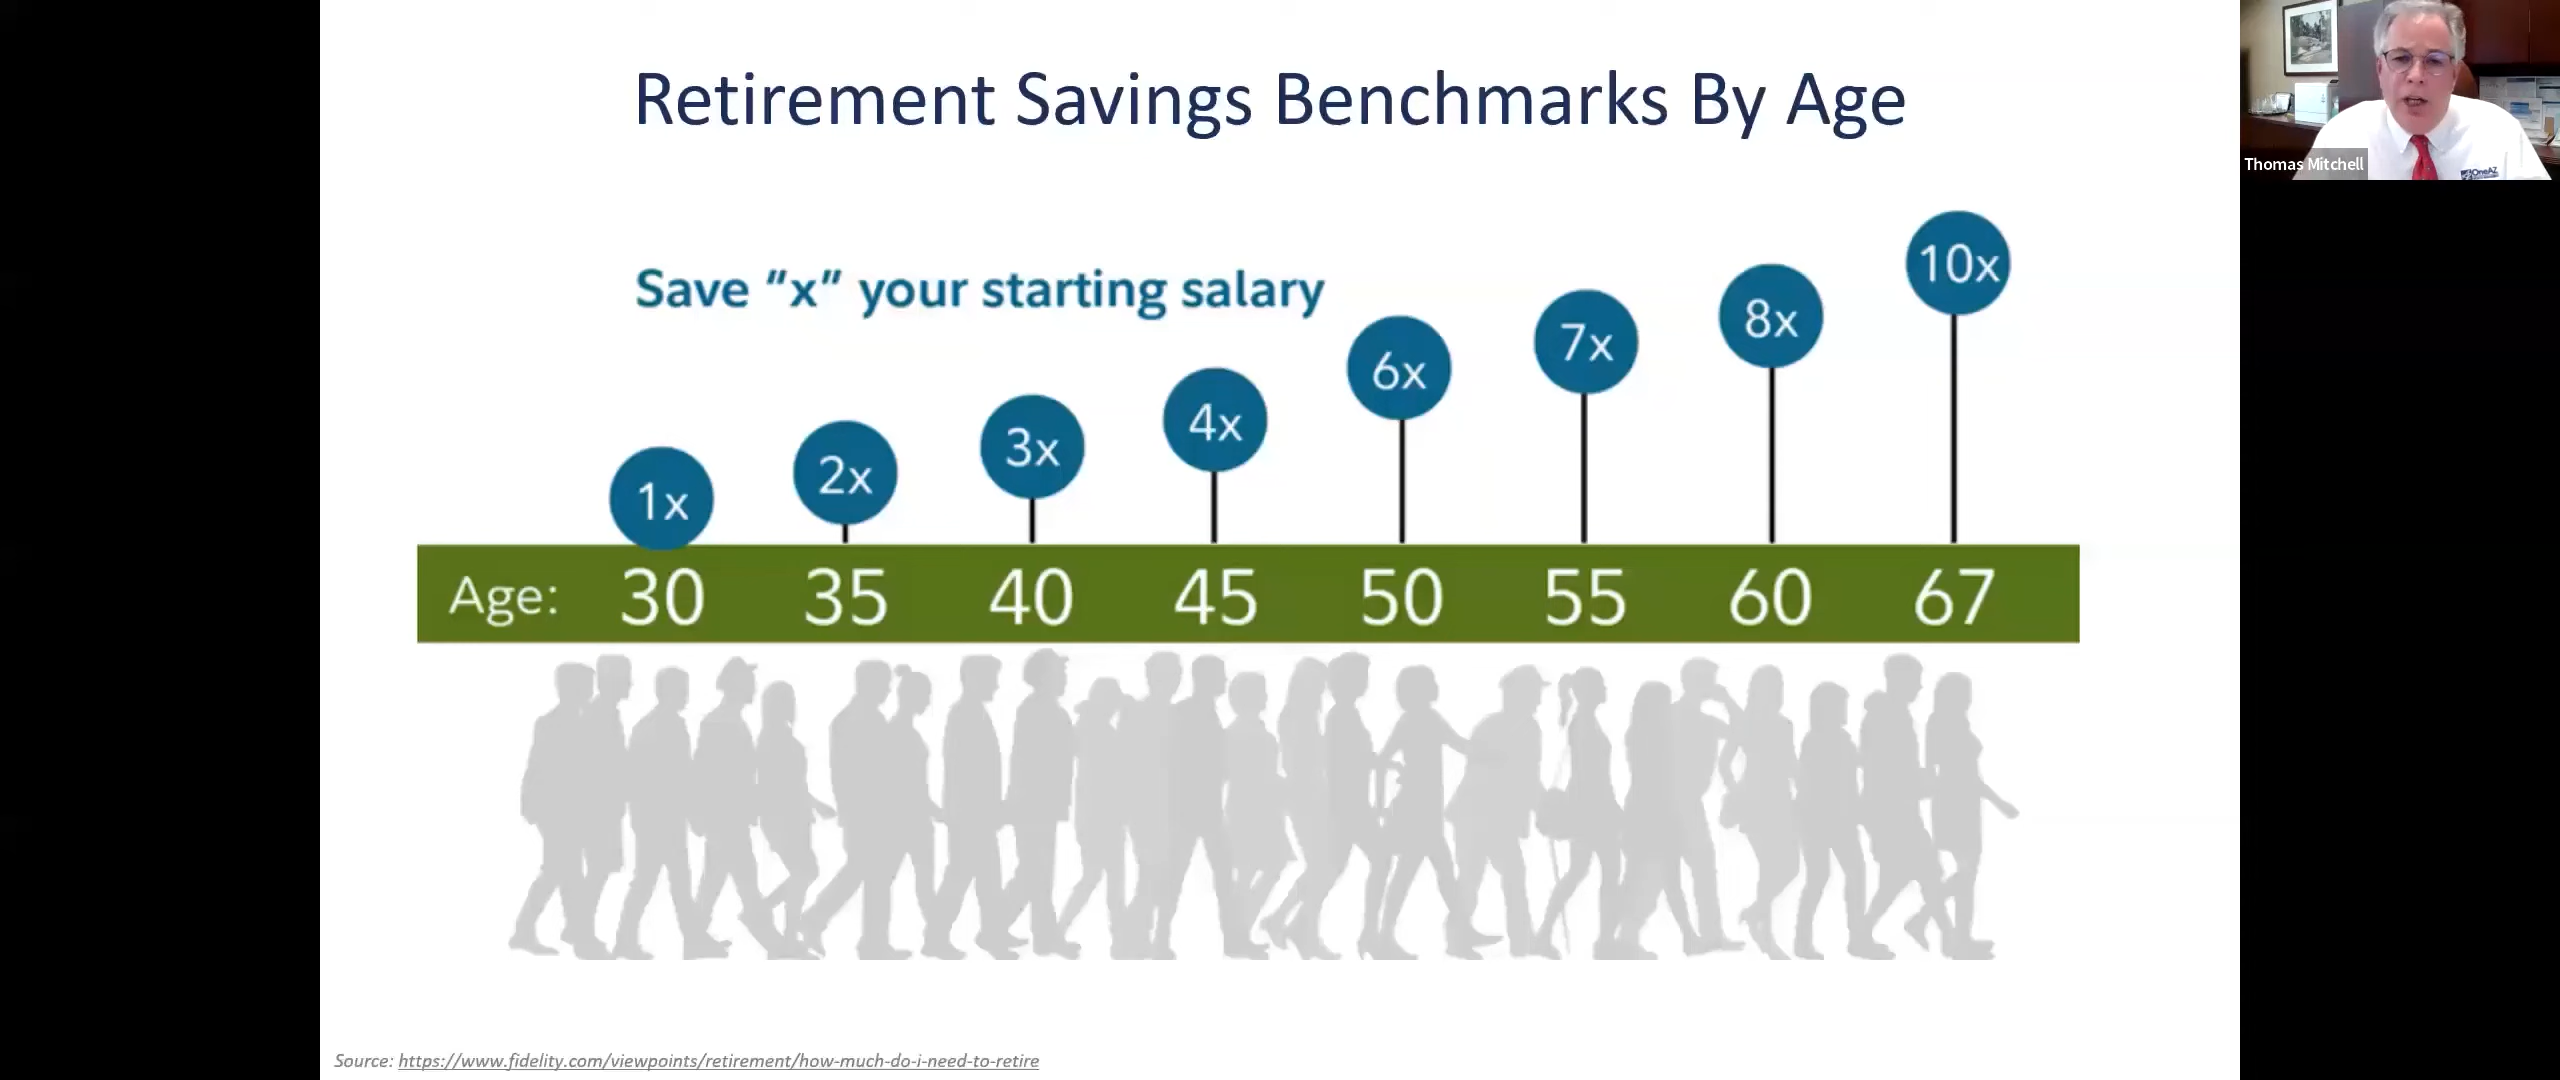 Retirement Savings Benchmarks By Age
Thomas Mitchell
OneAZ
Save “x” your starting salary
1x 2x 3x 4x 6x 7x 8x 10x
Age: 30 35 40 45 50 55 60 67
Source: https://www.fidelity.com/viewpoints/retirement/how-much-do-i-need-to-retire